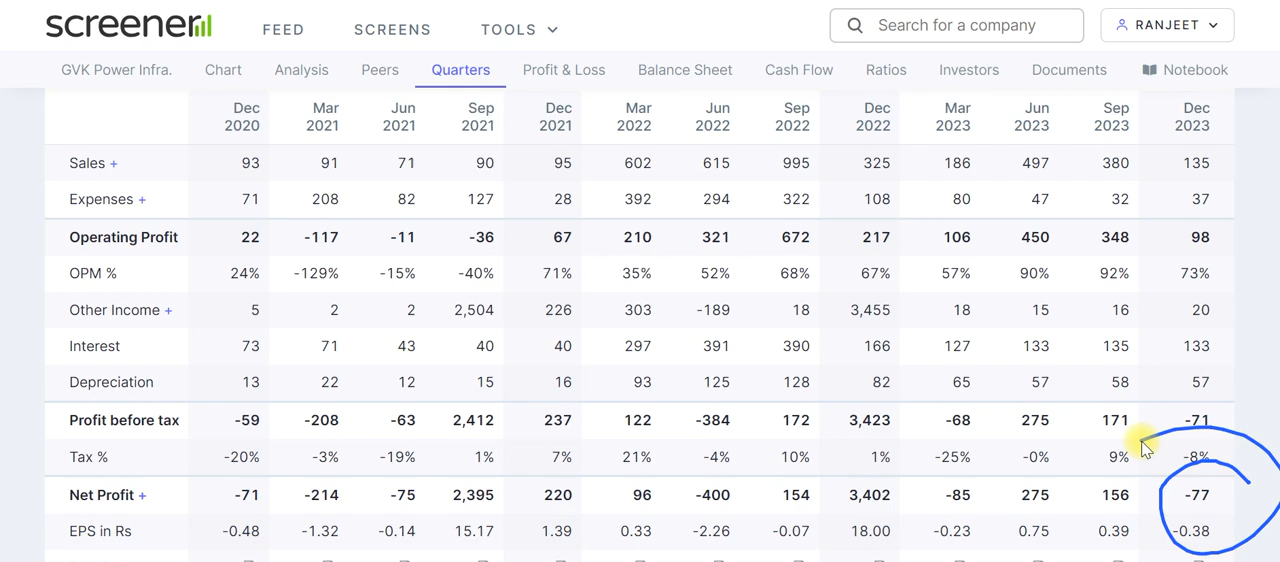 screener
FEED SCREENS TOOLS
Search for a company
RANJEET
GVK Power Infra. Chart Analysis Peers Quarters Profit & Loss Balance Sheet Cash Flow Ratios Investors Documents Notebook
Dec 2020 Mar 2021 Jun 2021 Sep 2021 Dec 2021 Mar 2022 Jun 2022 Sep 2022 Dec 2022 Mar 2023 Jun 2023 Sep 2023 Dec 2023
Sales + 93 91 71 90 95 602 615 995 325 186 497 380 135
Expenses + 71 208 82 127 28 392 294 322 108 80 47 32 37
Operating Profit 22 -117 -11 -36 67 210 321 672 217 106 450 348 98
OPM % 24% -129% -15% -40% 71% 35% 52% 68% 67% 57% 90% 92% 73%
Other Income + 5 2 2 2,504 226 303 -189 18 3,455 18 15 16 20
Interest 73 71 43 40 40 297 391 390 166 127 133 135 133
Depreciation 13 22 12 15 16 93 125 128 82 65 57 58 57
Profit before tax -59 -208 -63 2,412 237 122 -384 172 3,423 -68 275 171 -71
Tax % -20% -3% -19% 1% 7% 21% -4% 10% 1% -25% -0% 9% -8%
Net Profit + -71 -214 -75 2,395 220 96 -400 154 3,402 -85 275 156 -77
EPS in Rs -0.48 -1.32 -0.14 15.17 1.39 0.33 -2.26 -0.07 18.00 -0.23 0.75 0.39 -0.38